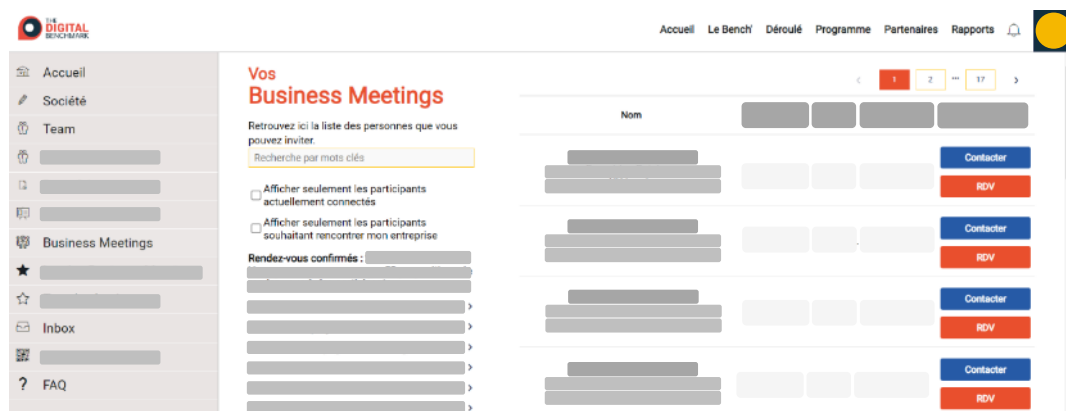 THE
DIGITAL
BENCHMARK
Accueil Le Bench' Déroulé Programme Partenaires Rapports
Accueil
Société
Team
Business Meetings
Inbox
? FAQ
Vos
Business Meetings
Retrouvez ici la liste des personnes que vous
pouvez inviter.
Recherche par mots clés
Afficher seulement les participants
actuellement connectés
Afficher seulement les participants
souhaitant rencontrer mon entreprise
Rendez-vous confirmés :
< 1 2 ... 17 >
Nom
Contacter
RDV
Contacter
RDV
Contacter
RDV
Contacter
RDV